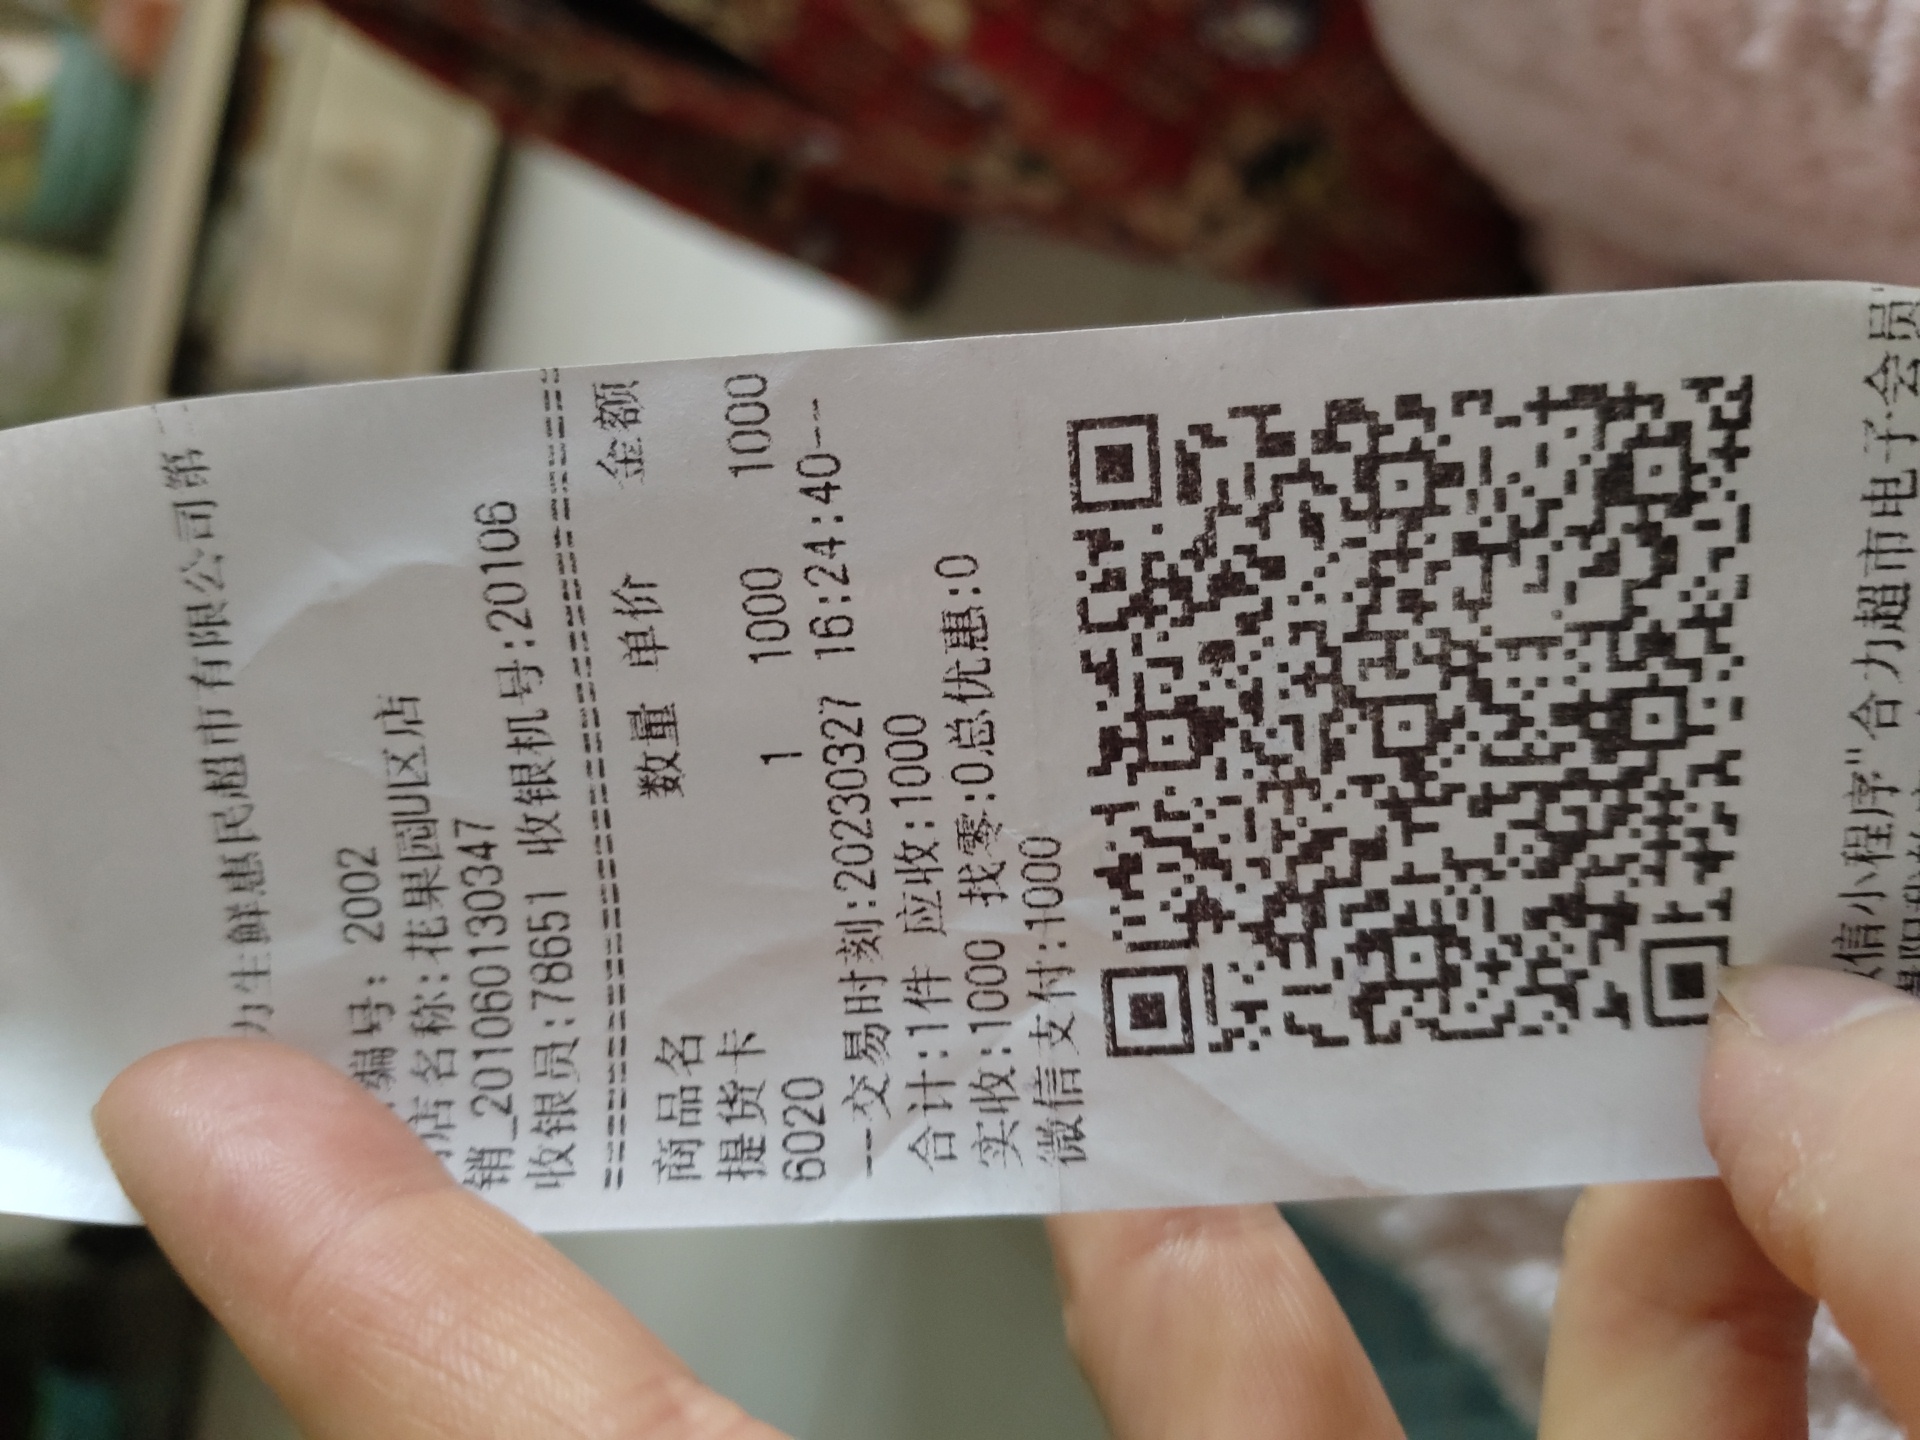 力生鲜惠民超市有限公司第
编号: 2002
店名称:花果园U区店
销_2010601130347
收银员:78651 收银机号:20106
商品名 数量 单价 金额
提货卡
6020 1 1000 1000
--交易时刻:20230327 16:24:40--
合计:1件 应收:1000
实收:1000 找零:0总优惠:0
微信支付:1000
信小程序"合力超市电子会员